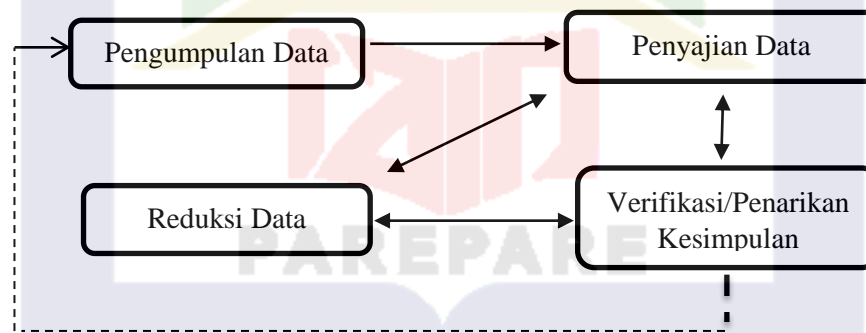 Pengumpulan Data
Penyajian Data
Reduksi Data
Verifikasi/Penarikan
Kesimpulan
PAREPARE